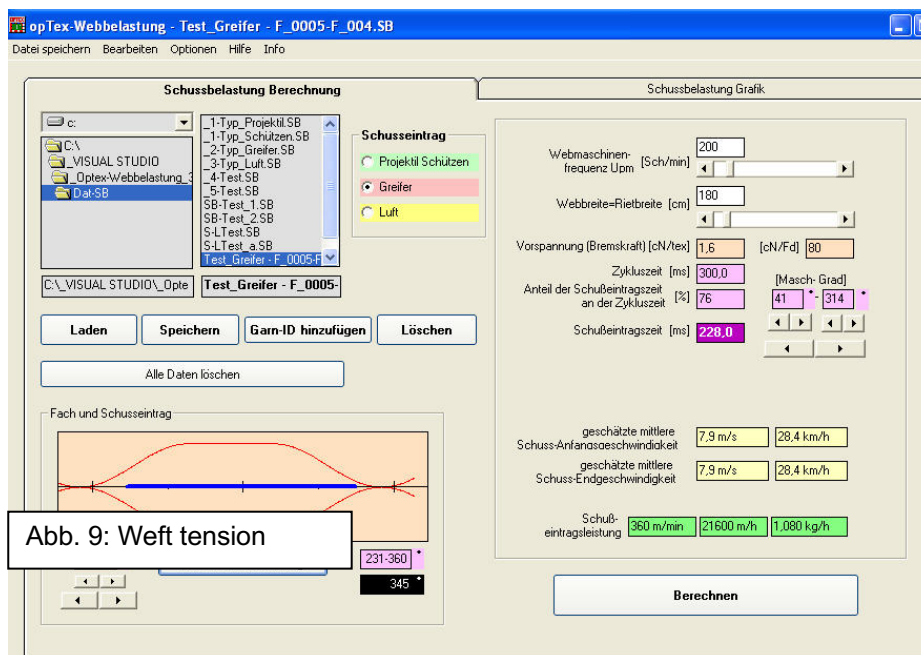 opTex-Webbelastung - Test_Greifer - F_0005-F_004.SB
Datei speichern Bearbeiten Optionen Hilfe Info
Schussbelastung Berechnung
Schussbelastung Grafik
c:
C:\
_VISUAL STUDIO
_Optex-Webbelastung_3
Dat-SB
C:\_VISUAL STUDIO\_Opte
_1-Typ_Projektil.SB
_1-Typ_Schützen.SB
_2-Typ_Greifer.SB
_3-Typ_Luft.SB
_4-Test.SB
_5-Test.SB
SB-Test_1.SB
SB-Test_2.SB
S-LTest.SB
S-LTest_a.SB
Test_Greifer - F_0005-F
Test_Greifer - F_0005-
Schusseintrag
Projektil Schützen
Greifer
Luft
Laden Speichern Garn-ID hinzufügen Löschen
Alle Daten löschen
Fach und Schusseintrag
Abb. 9: Weft tension
231-360 °
345 °
Webmaschinen-
frequenz Upm [Sch/min] 200
Webbreite=Rietbreite [cm] 180
Vorspannung (Bremskraft) [cN/tex] 1,6 [cN/Fd] 80
Zykluszeit [ms] 300,0
Anteil der Schußeintragszeit
an der Zykluszeit [%] 76
[Masch- Grad]
41 ° - 314 °
Schußeintragszeit [ms] 228,0
geschätzte mittlere
Schuss-Anfangsgeschwindigkeit 7,9 m/s 28,4 km/h
geschätzte mittlere
Schuss-Endgeschwindigkeit 7,9 m/s 28,4 km/h
Schuß-
eintragsleistung 360 m/min 21600 m/h 1,080 kg/h
Berechnen